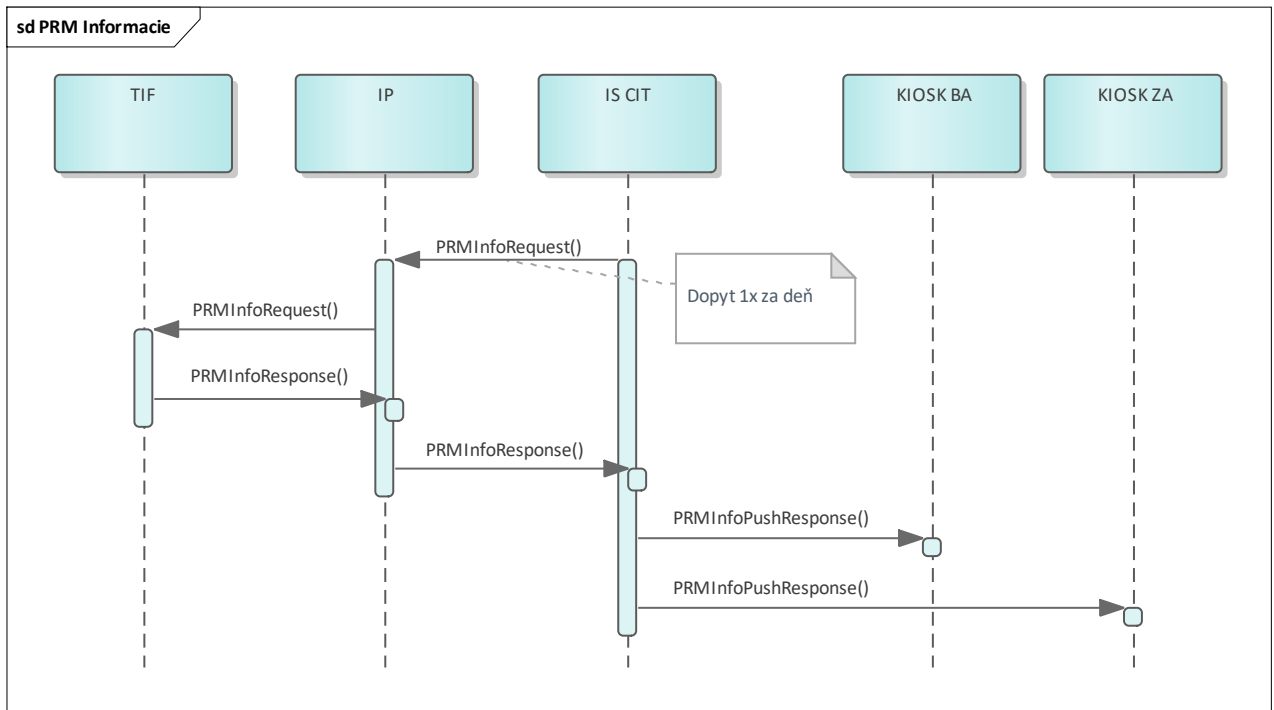 sd PRM Informacie
TIF
IP
IS CIT
KIOSK BA
KIOSK ZA
PRMInfoRequest()
Dopyt 1x za deň
PRMInfoRequest()
PRMInfoResponse()
PRMInfoResponse()
PRMInfoPushResponse()
PRMInfoPushResponse()